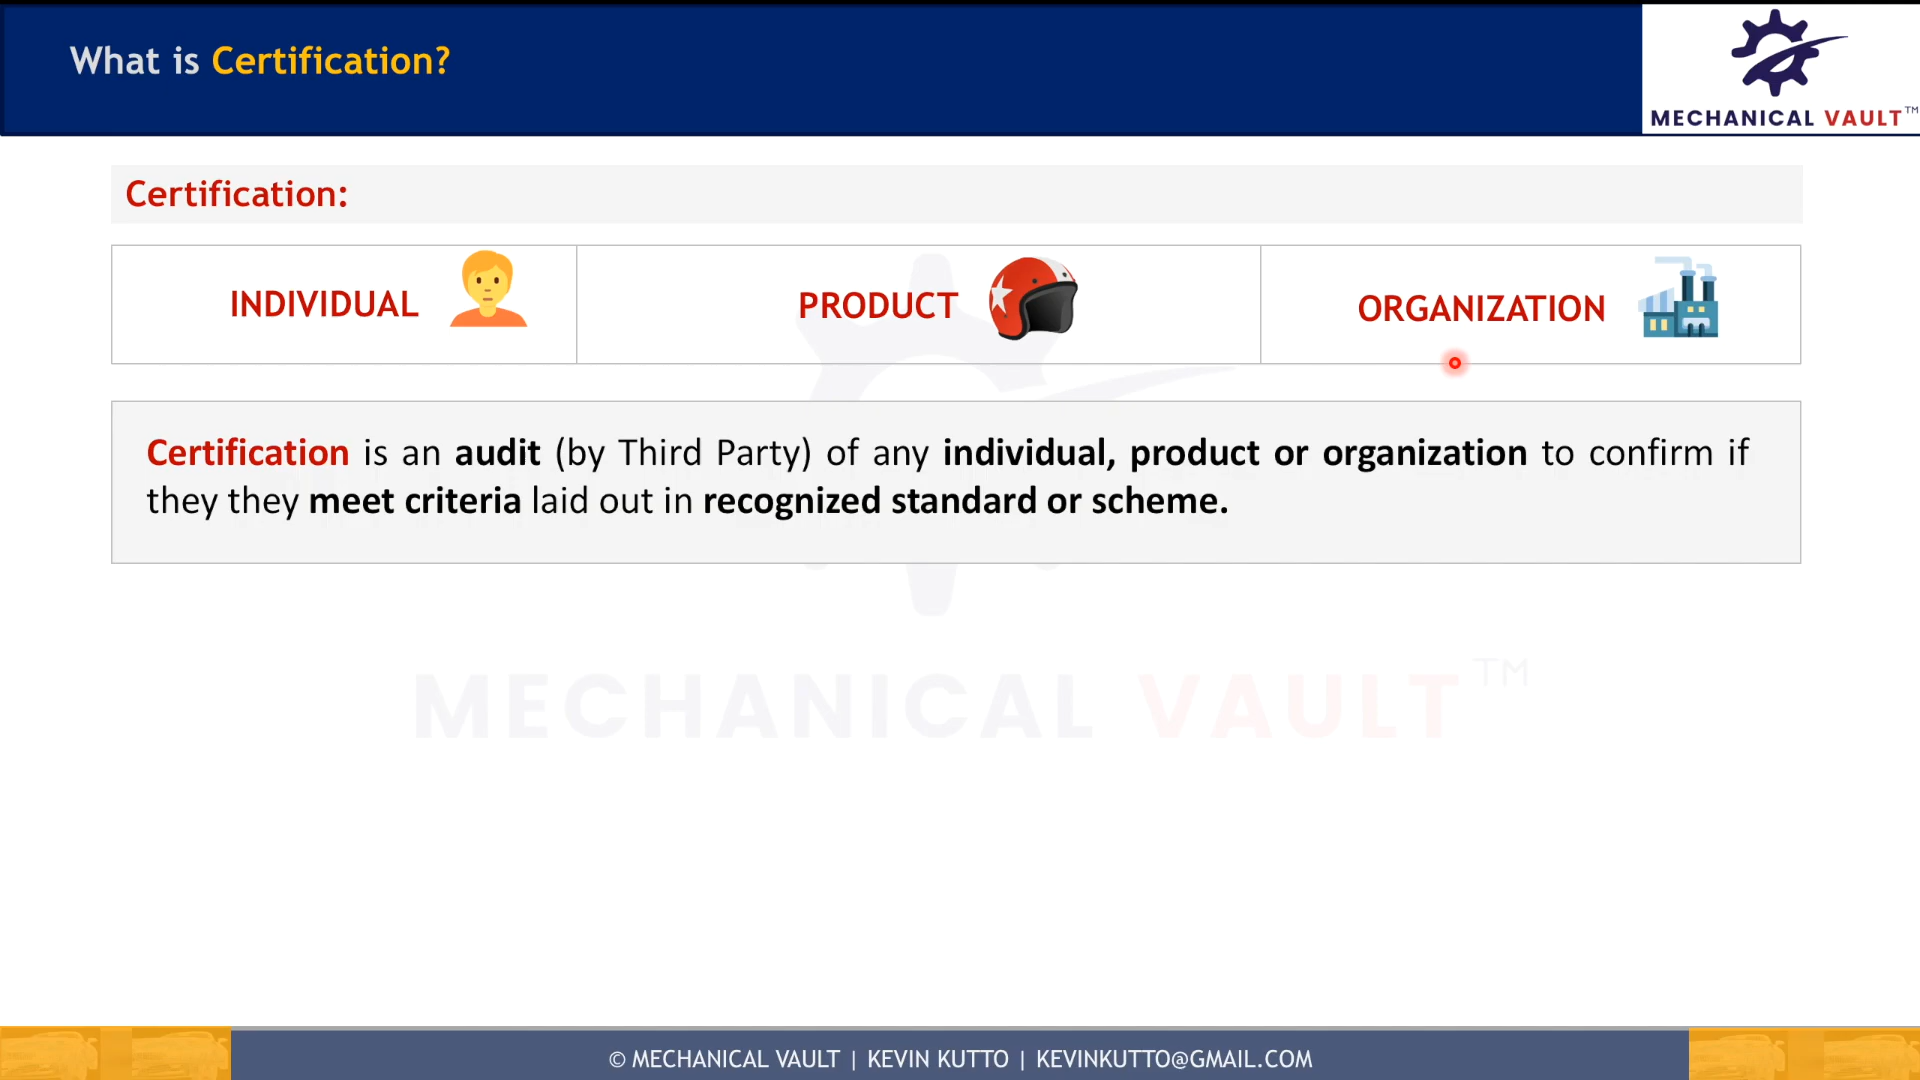 What is Certification?
MECHANICAL VAULT™
Certification:
INDIVIDUAL
PRODUCT
ORGANIZATION
Certification is an audit (by Third Party) of any individual, product or organization to confirm if
they they meet criteria laid out in recognized standard or scheme.
MECHANICAL VAULT™
© MECHANICAL VAULT | KEVIN KUTTO | KEVINKUTTO@GMAIL.COM